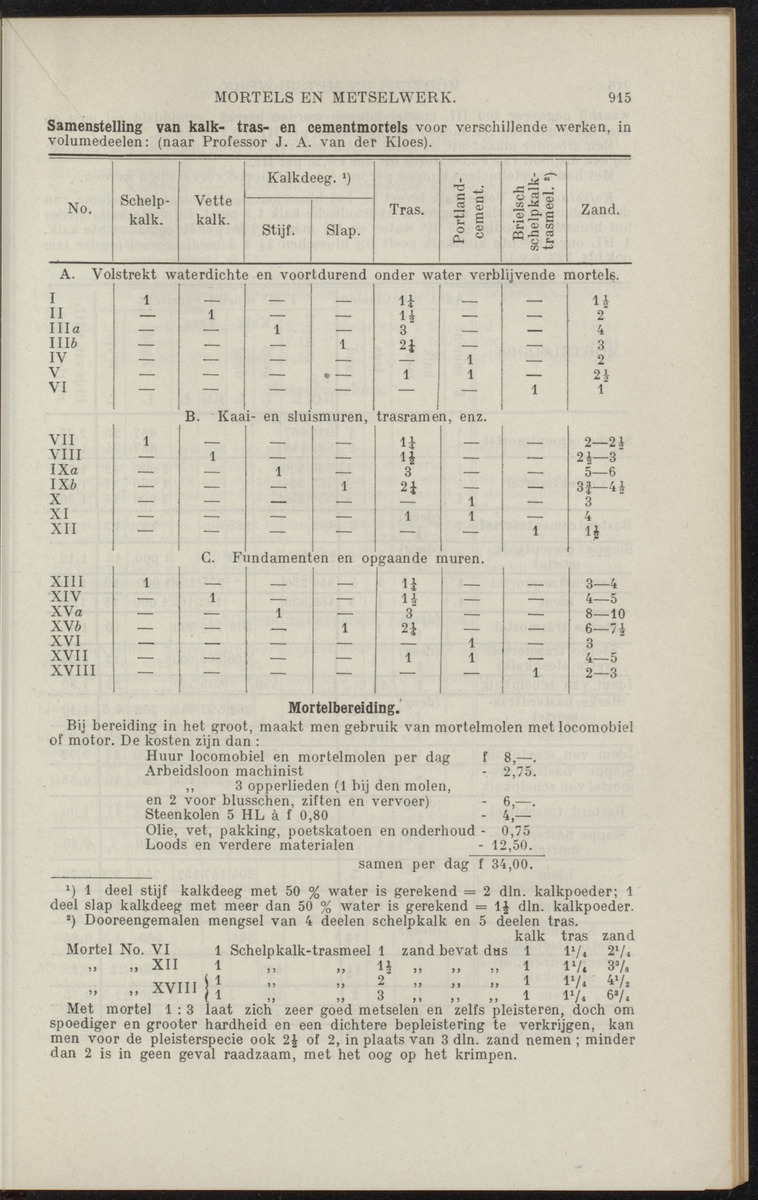 MORTELS EN METSELWERK. 915
Samenstelling van kalk- tras- en cementmortels voor verschillende werken, in
volumedeelen: (naar Professor J. A. van der Kloes).
No. Schelp-kalk. Vette kalk. Kalkdeeg. ¹) Stijf. Slap. Tras. Portland-cement. Brielsch schelpkalk-trasmeel. ²) Zand.
A. Volstrekt waterdichte en voortdurend onder water verblijvende mortels.
I 1 — — — 1¼ — — 1½
II — 1 — — 1½ — — 2
IIIa — — 1 — 3 — — 4
IIIb — — — 1 2¼ — — 3
IV — — — — — 1 — 2
V — — — — 1 1 — 2½
VI — — — — — — 1 1
B. Kaai- en sluismuren, trasramen, enz.
VII 1 — — — 1¼ — — 2—2½
VIII — 1 — — 1½ — — 2½—3
IXa — — 1 — 3 — — 5—6
IXb — — — 1 2¼ — — 3¾—4½
X — — — — — 1 — 3
XI — — — — 1 1 — 4
XII — — — — — — 1 1½
C. Fundamenten en opgaande muren.
XIII 1 — — — 1¼ — — 3—4
XIV — 1 — — 1½ — — 4—5
XVa — — 1 — 3 — — 8—10
XVb — — — 1 2¼ — — 6—7½
XVI — — — — — 1 — 3
XVII — — — — 1 1 — 4—5
XVIII — — — — — — 1 2—3
Mortelbereiding.
Bij bereiding in het groot, maakt men gebruik van mortelmolen met locomobiel
of motor. De kosten zijn dan :
Huur locomobiel en mortelmolen per dag f 8,—.
Arbeidsloon machinist - 2,75.
„ 3 opperlieden (1 bij den molen,
en 2 voor blusschen, ziften en vervoer) - 6,—.
Steenkolen 5 HL à f 0,80 - 4,—
Olie, vet, pakking, poetskatoen en onderhoud - 0,75
Loods en verdere materialen - 12,50.
samen per dag f 34,00.
¹) 1 deel stijf kalkdeeg met 50 % water is gerekend = 2 dln. kalkpoeder; 1
deel slap kalkdeeg met meer dan 50 % water is gerekend = 1½ dln. kalkpoeder.
²) Dooreengemalen mengsel van 4 deelen schelpkalk en 5 deelen tras.
kalk tras zand
Mortel No. VI 1 Schelpkalk-trasmeel 1 zand bevat dus 1 1¹/₄ 2¹/₄
„ „ XII 1 „ „ 1½ „ „ „ 1 1¹/₄ 3³/₈
„ „ XVIII { 1 „ „ 2 „ „ „ 1 1¹/₄ 4¹/₂
{ 1 „ „ 3 „ „ „ 1 1¹/₄ 6³/₄
Met mortel 1 : 3 laat zich zeer goed metselen en zelfs pleisteren, doch om
spoediger en grooter hardheid en een dichtere bepleistering te verkrijgen, kan
men voor de pleisterspecie ook 2½ of 2, in plaats van 3 dln. zand nemen ; minder
dan 2 is in geen geval raadzaam, met het oog op het krimpen.